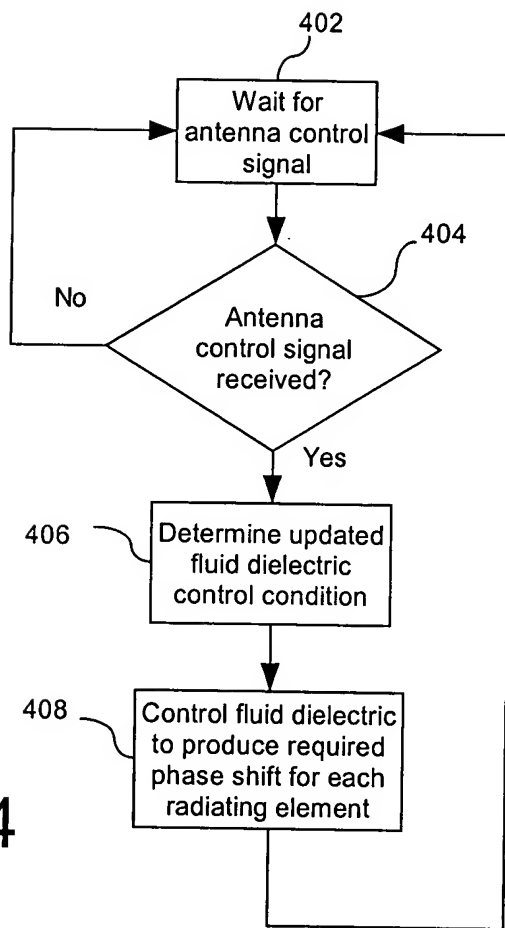 402
Wait for
antenna control
signal
404
No
Antenna
control signal
received?
Yes
406
Determine updated
fluid dielectric
control condition
408
Control fluid dielectric
to produce required
phase shift for each
radiating element
4